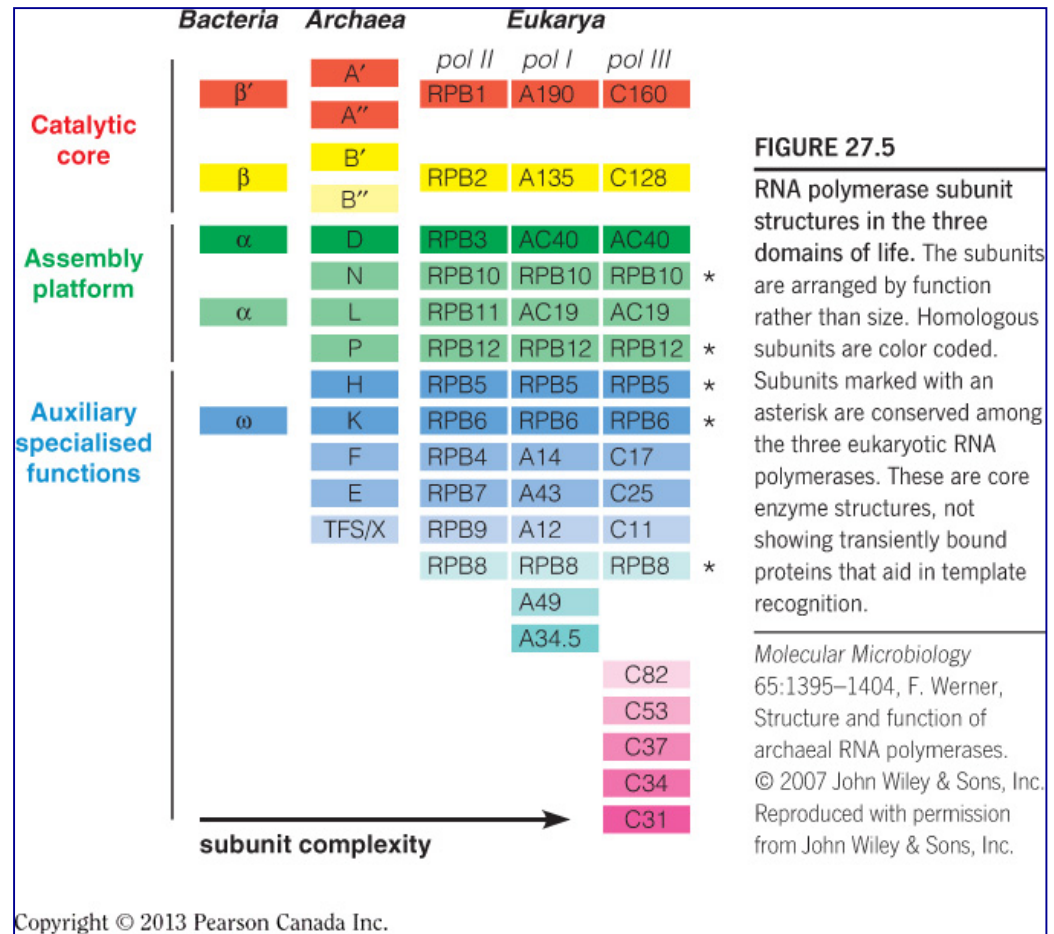 Bacteria Archaea Eukarya
pol II pol I pol III
A′
β′ RPB1 A190 C160
A″
Catalytic
core
B′
β RPB2 A135 C128
B″
α D RPB3 AC40 AC40
Assembly
platform
N RPB10 RPB10 RPB10 *
α L RPB11 AC19 AC19
P RPB12 RPB12 RPB12 *
H RPB5 RPB5 RPB5 *
Auxiliary
specialised
functions
ω K RPB6 RPB6 RPB6 *
F RPB4 A14 C17
E RPB7 A43 C25
TFS/X RPB9 A12 C11
RPB8 RPB8 RPB8 *
A49
A34.5
C82
C53
C37
C34
C31
subunit complexity
FIGURE 27.5
RNA polymerase subunit
structures in the three
domains of life. The subunits
are arranged by function
rather than size. Homologous
subunits are color coded.
Subunits marked with an
asterisk are conserved among
the three eukaryotic RNA
polymerases. These are core
enzyme structures, not
showing transiently bound
proteins that aid in template
recognition.
Molecular Microbiology
65:1395–1404, F. Werner,
Structure and function of
archaeal RNA polymerases.
© 2007 John Wiley & Sons, Inc.
Reproduced with permission
from John Wiley & Sons, Inc.
Copyright © 2013 Pearson Canada Inc.